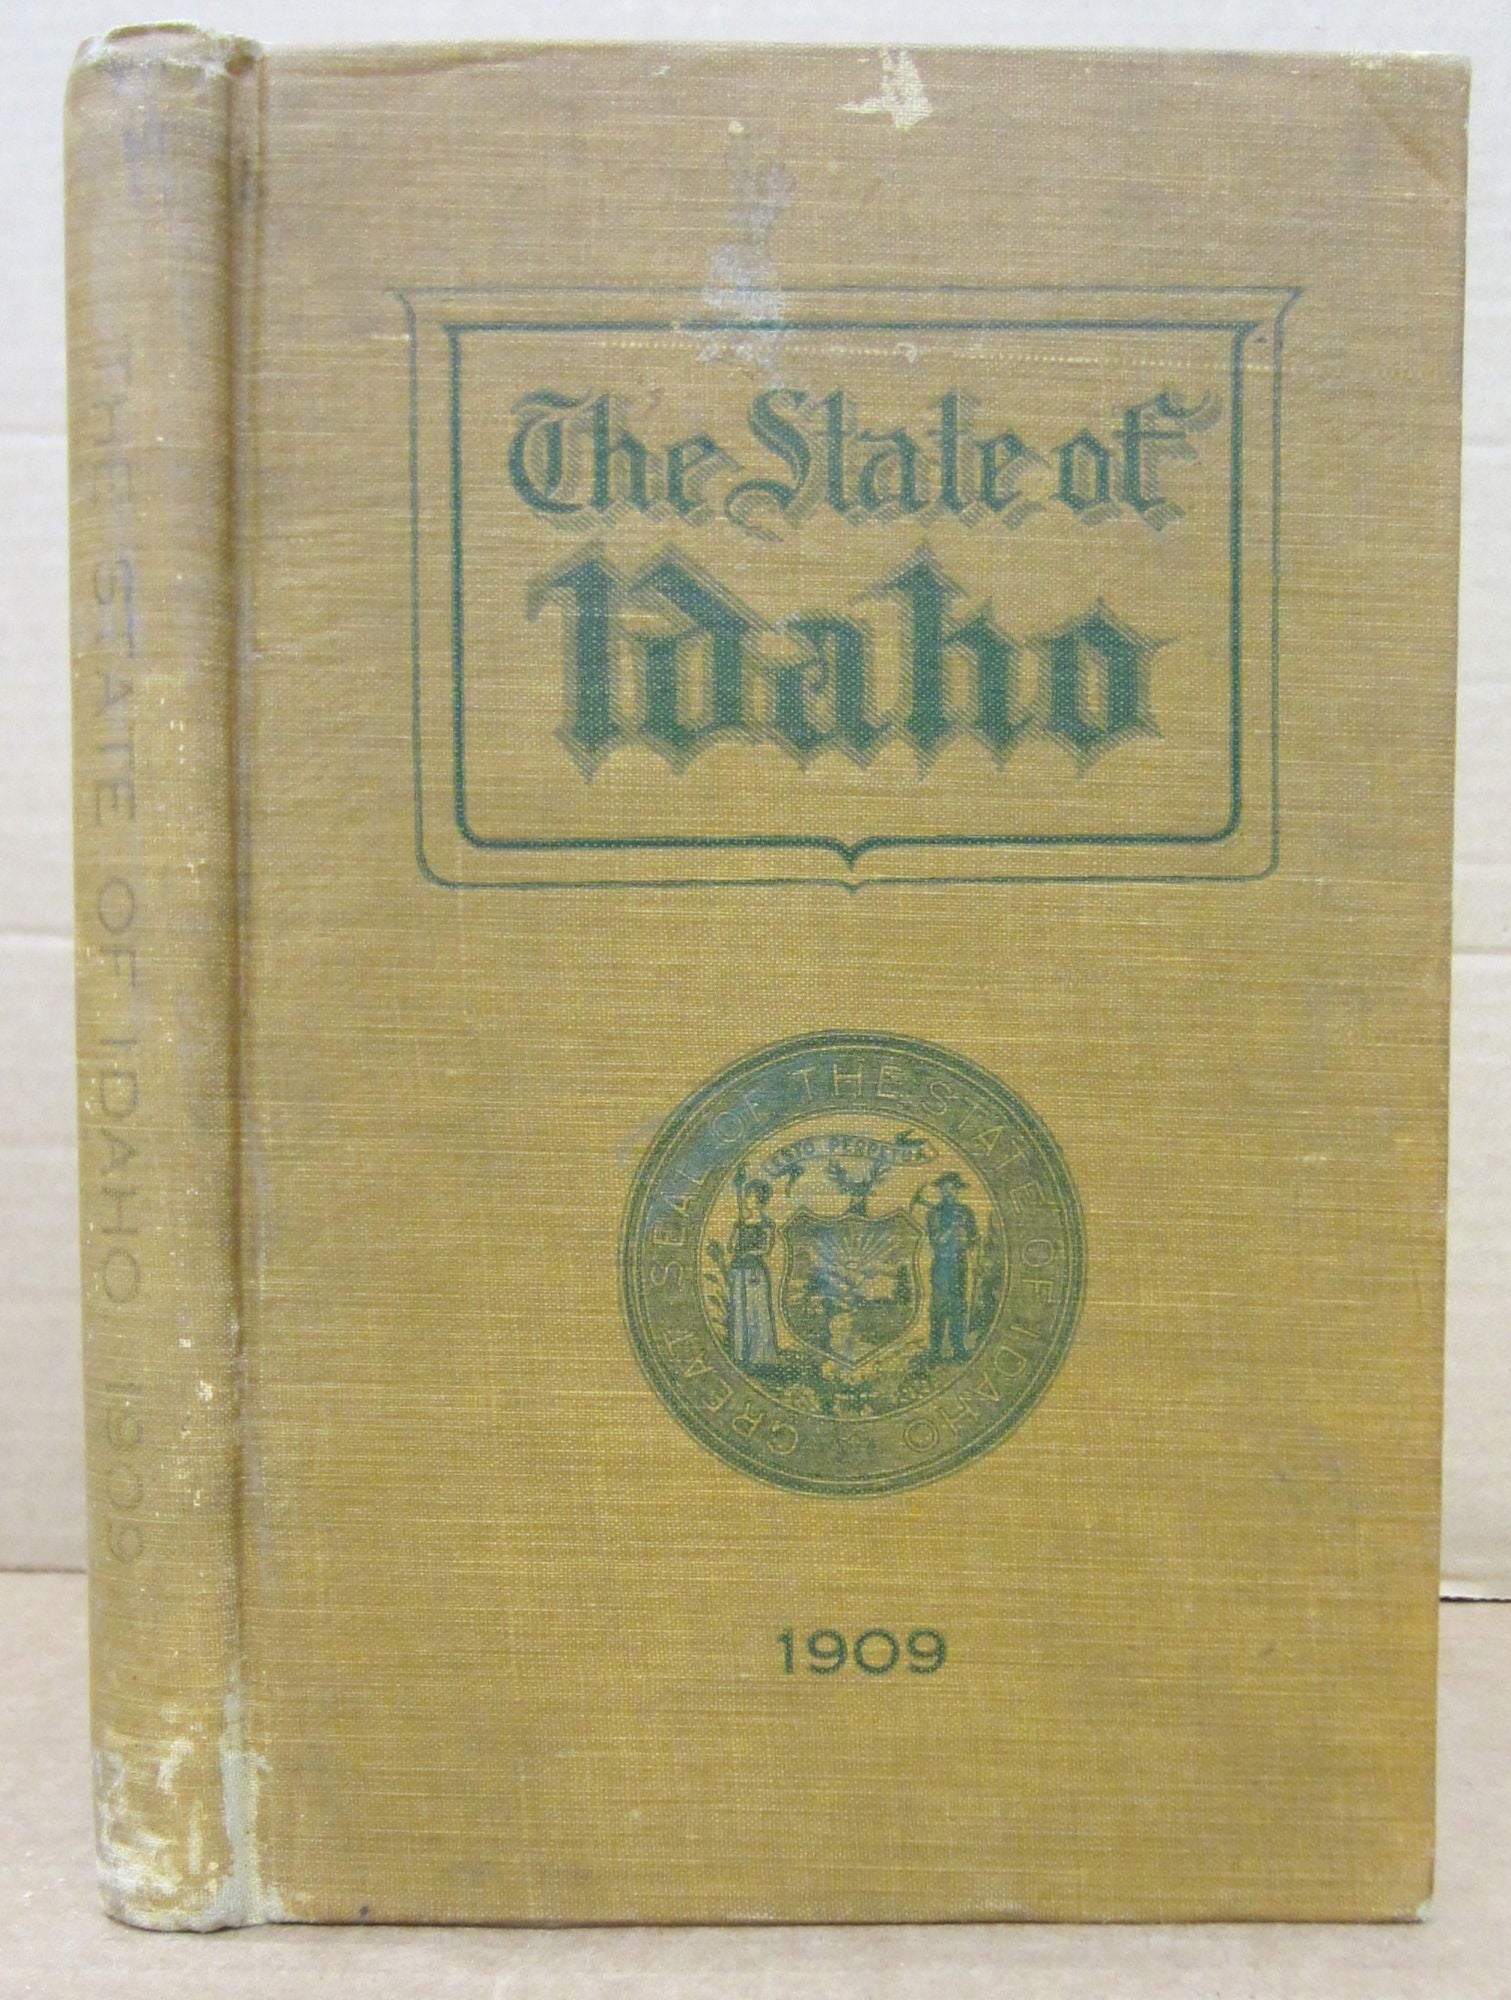 THE STATE OF IDAHO, 1909
The State of
Idaho
GREAT SEAL OF THE STATE OF IDAHO
ESTO PERPETUA
1909